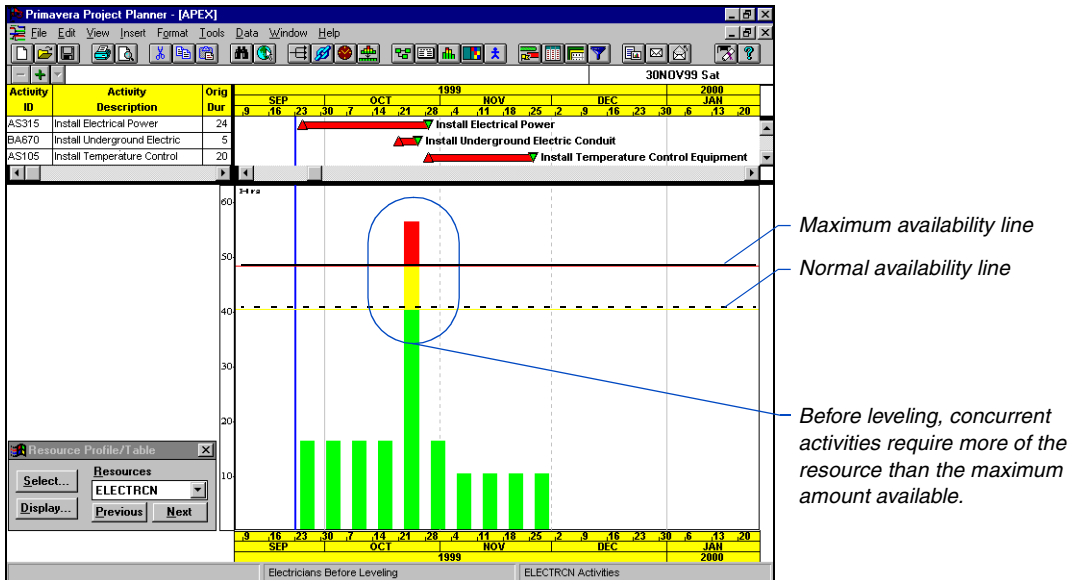 Primavera Project Planner - [APEX]
File Edit View Insert Format Tools Data Window Help
30NOV99 Sat
Activity ID Activity Description Orig Dur
1999 2000
SEP OCT NOV DEC JAN
9 16 23 30 7 14 21 28 4 11 18 25 2 9 16 23 30 6 13 20
AS315 Install Electrical Power 24
Install Electrical Power
BA670 Install Underground Electric 5
Install Underground Electric Conduit
AS105 Install Temperature Control 20
Install Temperature Control Equipment
Hrs
60
50
40
30
20
10
Maximum availability line
Normal availability line
Before leveling, concurrent
activities require more of the
resource than the maximum
amount available.
Resource Profile/Table
Select...
Resources
ELECTRCN
Display...
Previous Next
9 16 23 30 7 14 21 28 4 11 18 25 2 9 16 23 30 6 13 20
SEP OCT NOV DEC JAN
1999 2000
Electricians Before Leveling ELECTRCN Activities